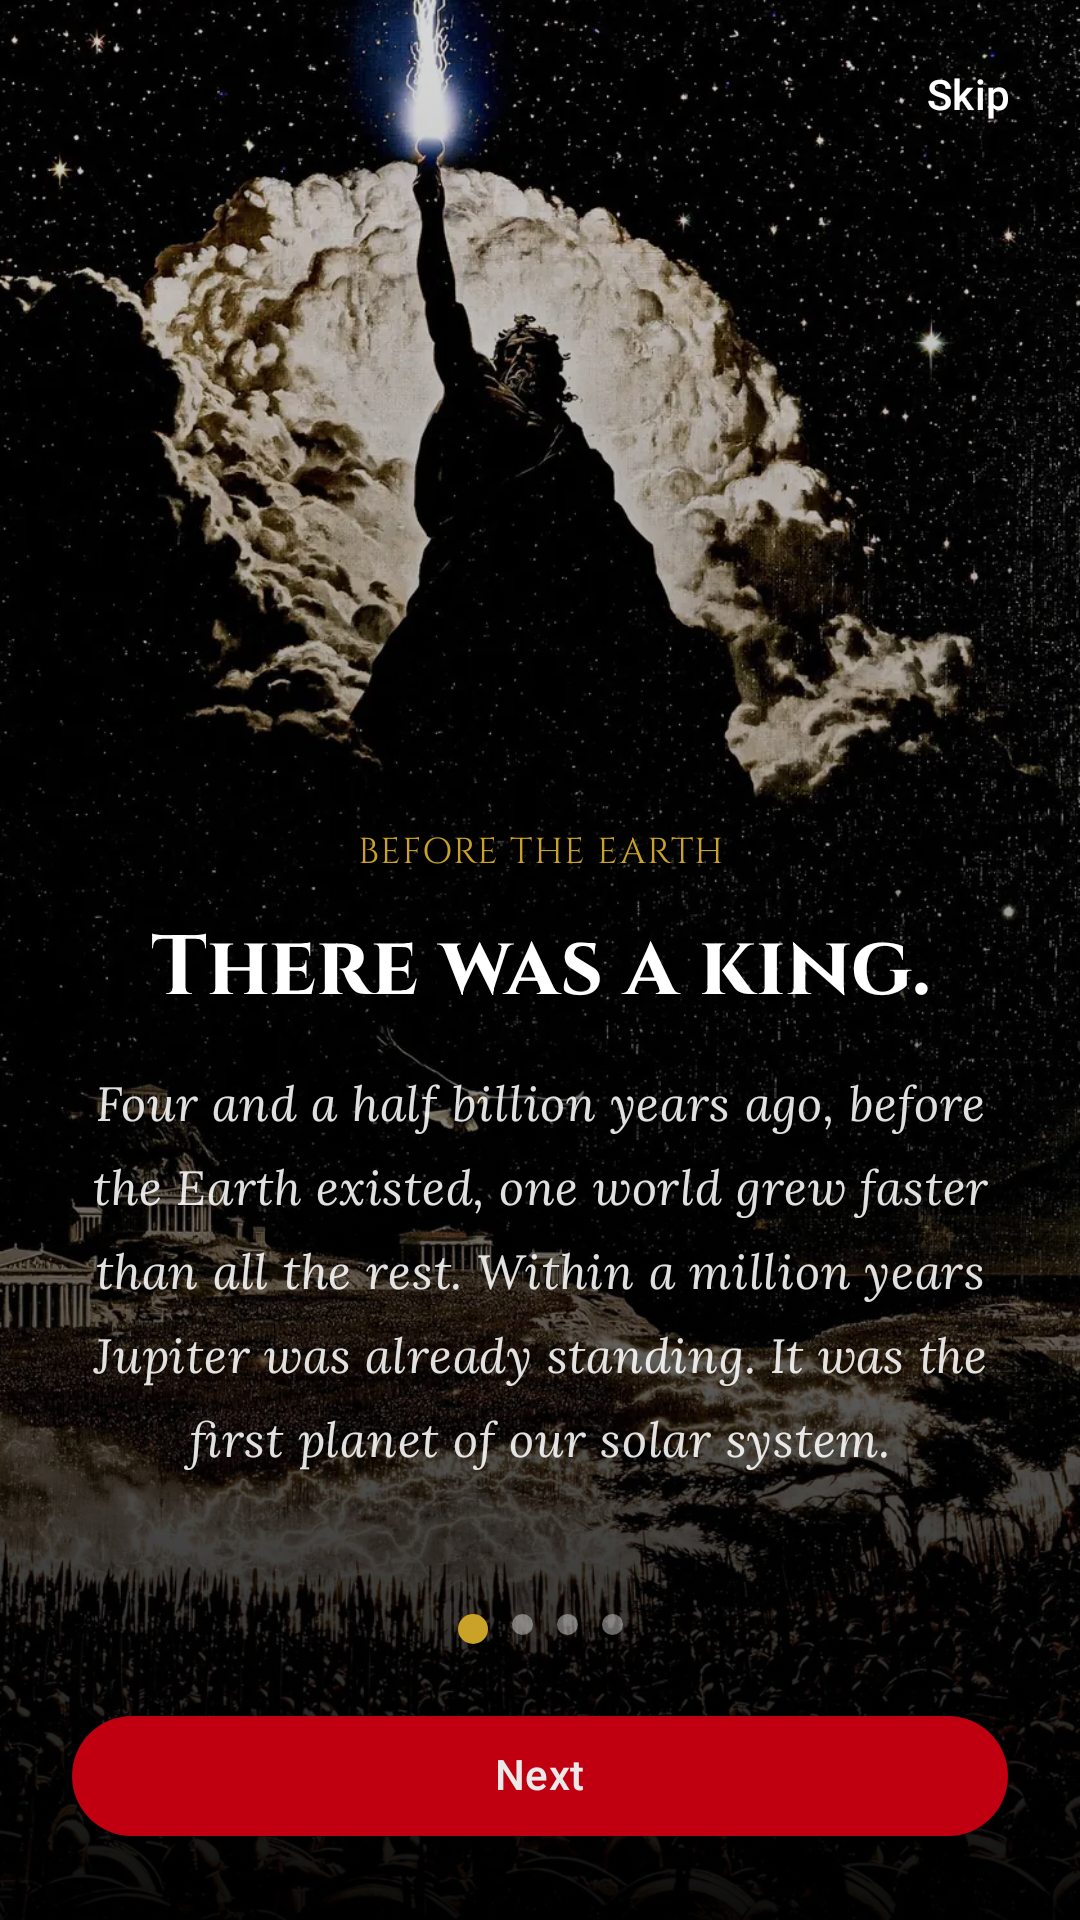 Skip
BEFORE THE EARTH
THERE WAS A KING.
Four and a half billion years ago, before
the Earth existed, one world grew faster
than all the rest. Within a million years
Jupiter was already standing. It was the
first planet of our solar system.
Next